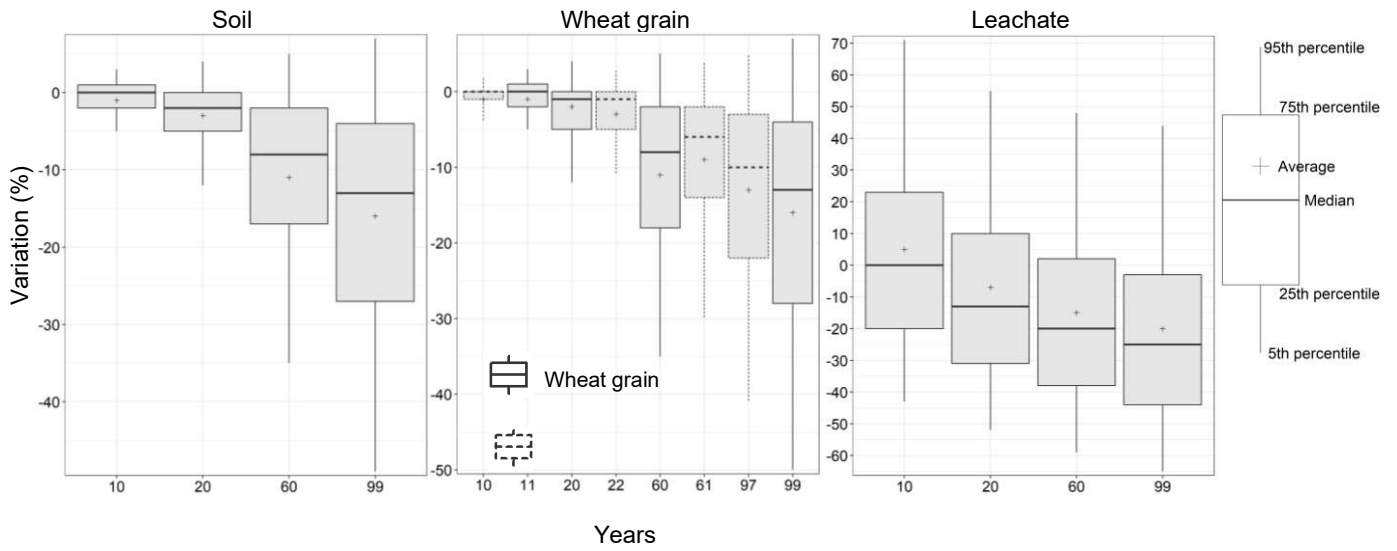 Soil
Wheat grain
Leachate
Variation (%)
0
-10
-20
-30
-40
10 20 60 99
0
-10
-20
-30
-40
-50
Wheat grain
10 11 20 22 60 61 97 99
70
60
50
40
30
20
10
0
-10
-20
-30
-40
-50
-60
10 20 60 99
95th percentile
75th percentile
Average
Median
25th percentile
5th percentile
Years